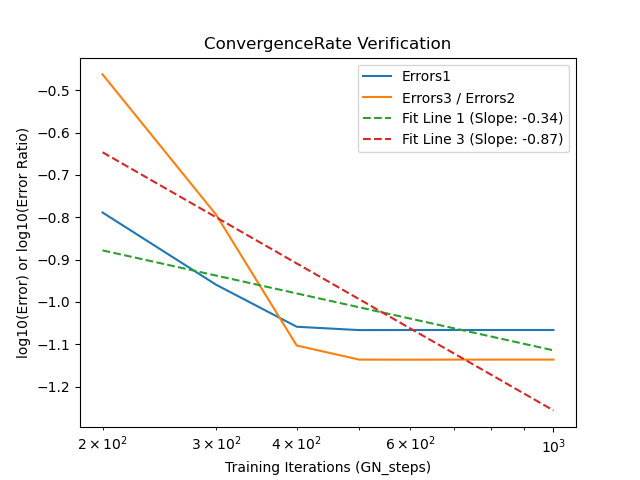 ConvergenceRate Verification
Errors1
Errors3 / Errors2
Fit Line 1 (Slope: -0.34)
Fit Line 3 (Slope: -0.87)
log10(Error) or log10(Error Ratio)
−0.5
−0.6
−0.7
−0.8
−0.9
−1.0
−1.1
−1.2
2 × 10² 3 × 10² 4 × 10² 6 × 10² 10³
Training Iterations (GN_steps)